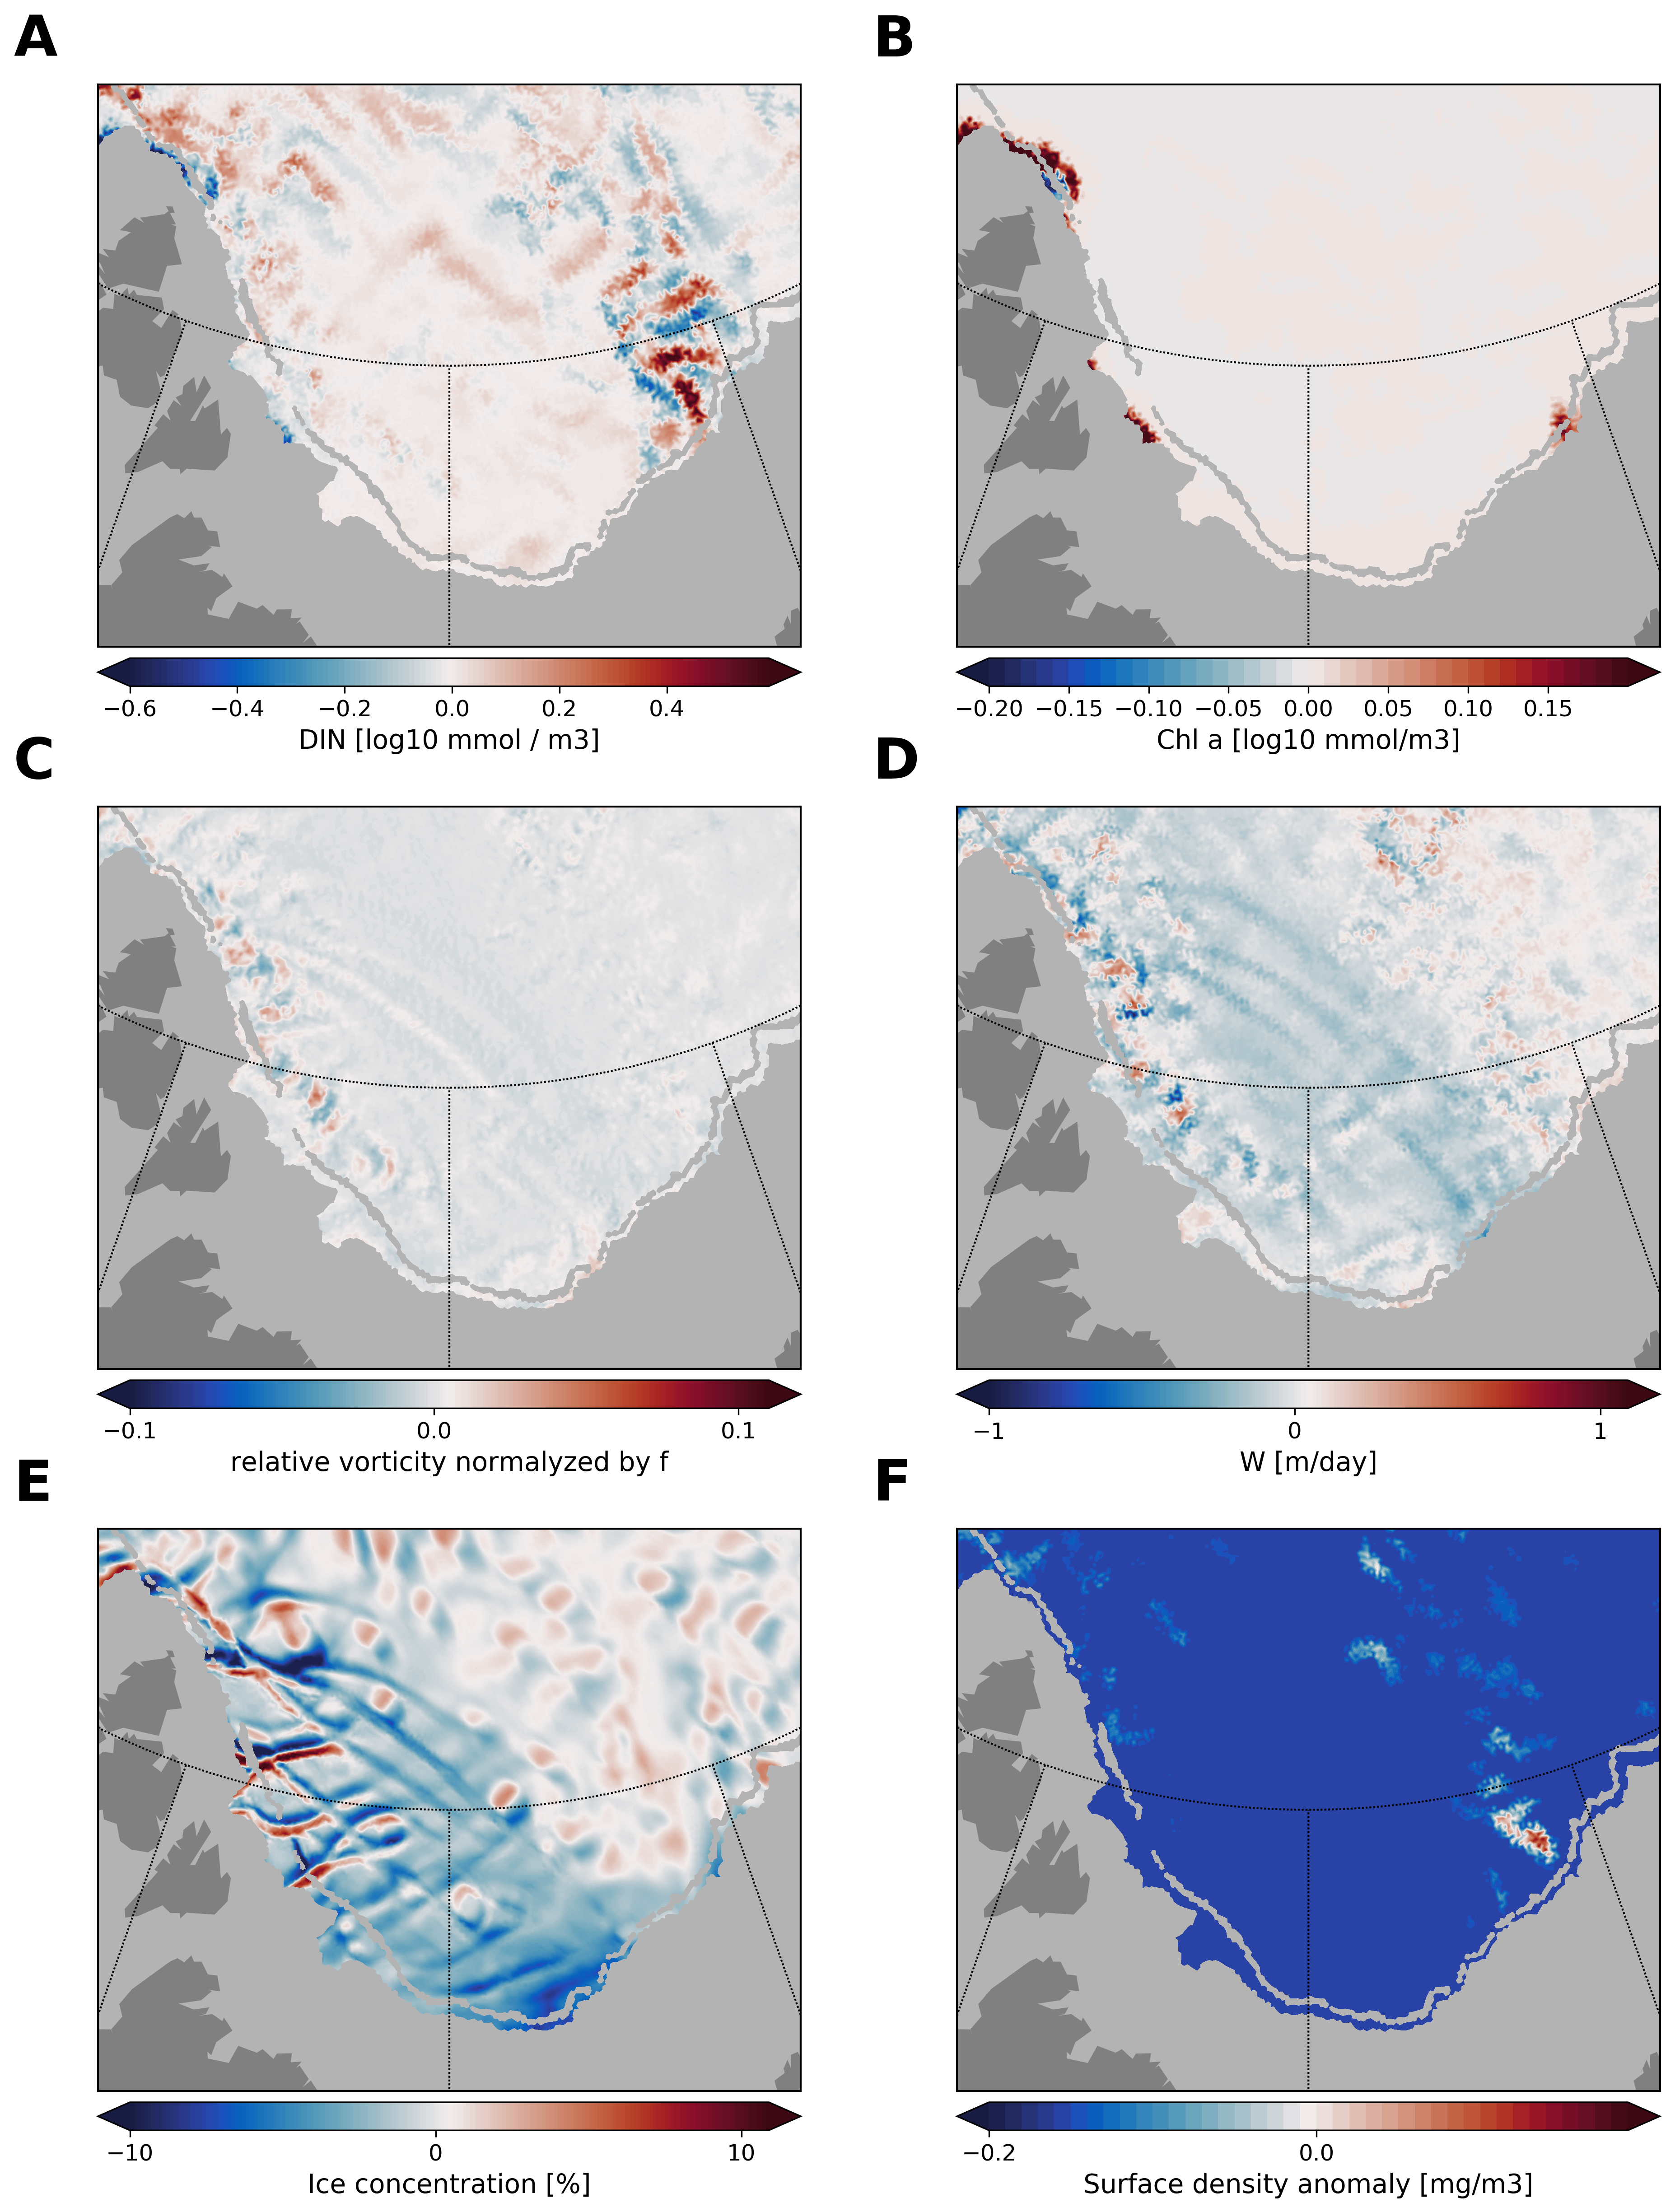 A
B
−0.6 −0.4 −0.2 0.0 0.2 0.4
DIN [log10 mmol / m3]
−0.20 −0.15 −0.10 −0.05 0.00 0.05 0.10 0.15
Chl a [log10 mmol/m3]
C
D
−0.1 0.0 0.1
relative vorticity normalyzed by f
−1 0 1
W [m/day]
E
F
−10 0 10
Ice concentration [%]
−0.2 0.0
Surface density anomaly [mg/m3]